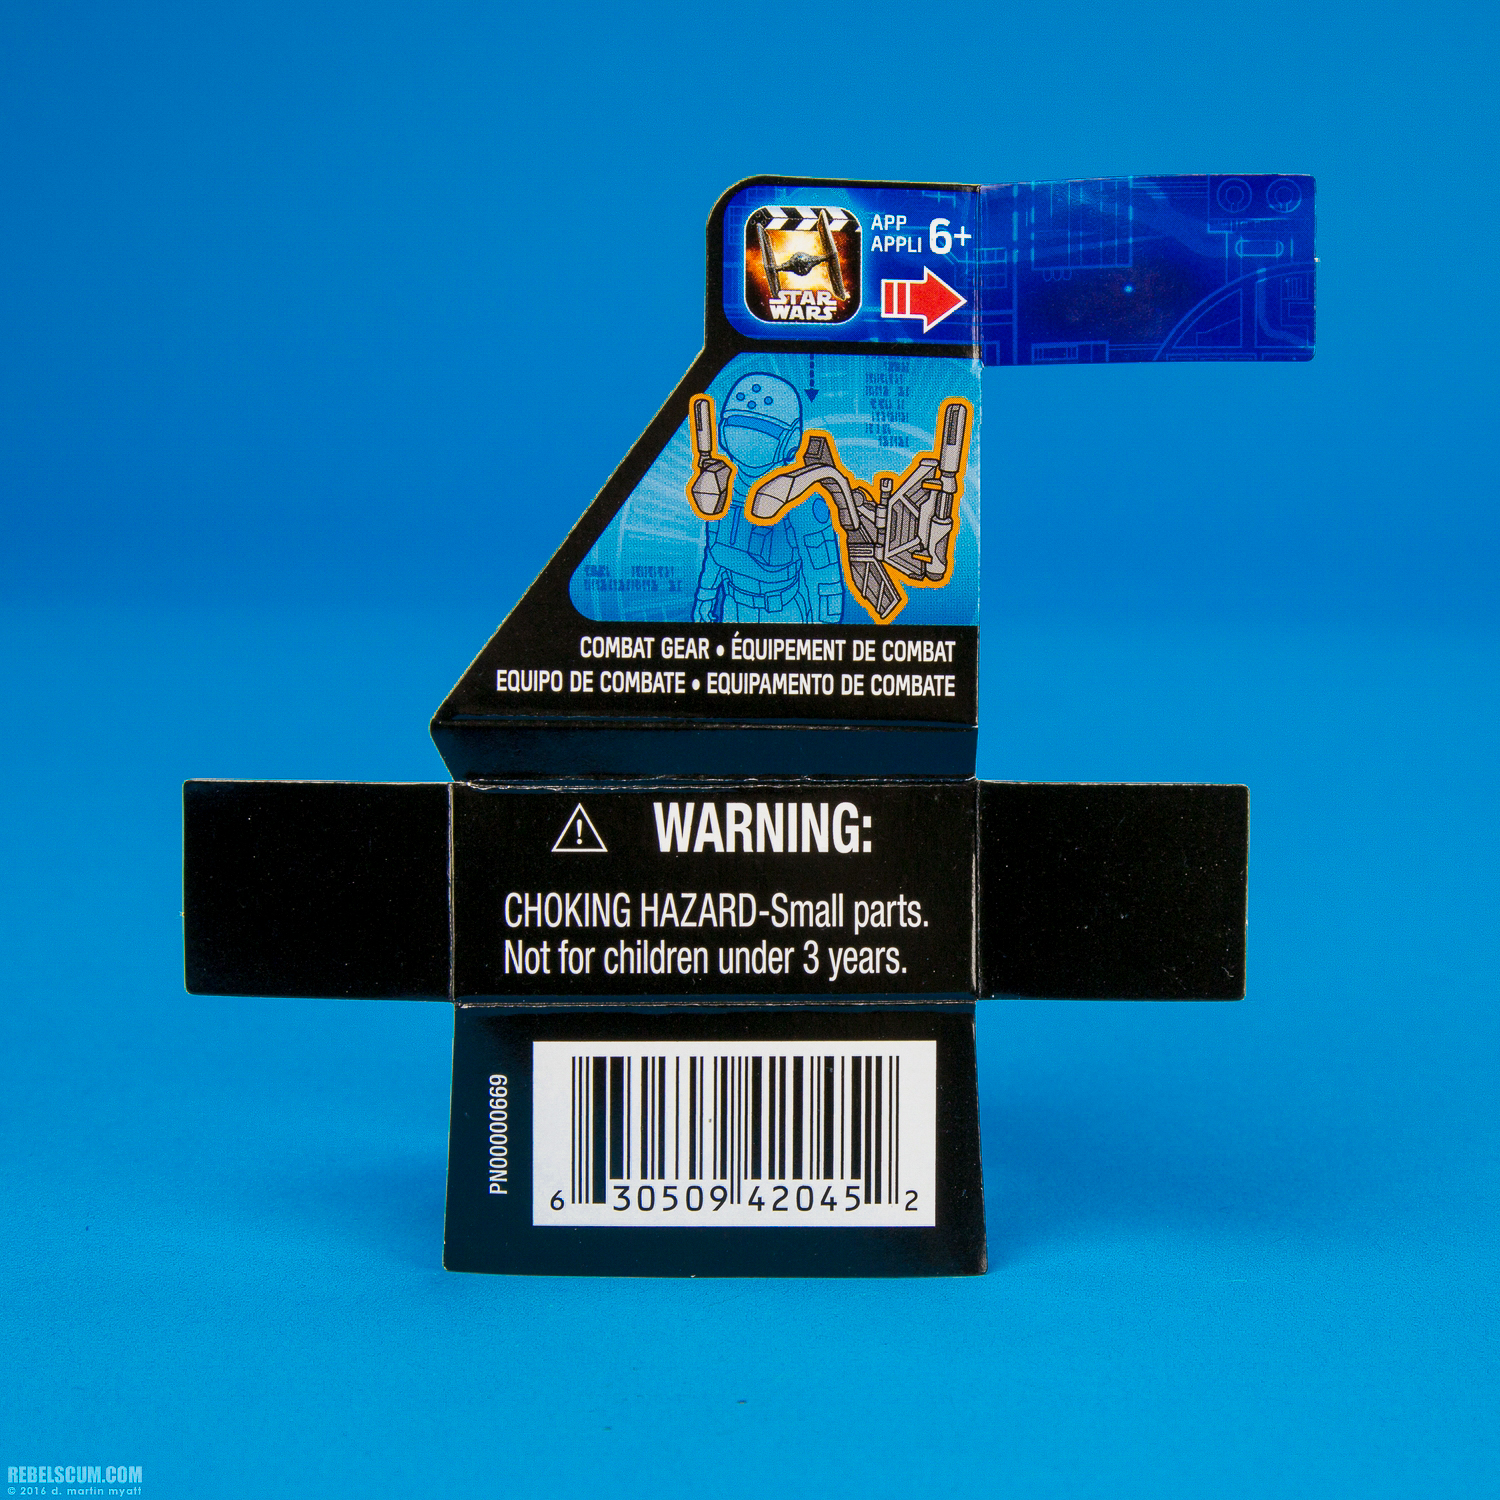 APP
APPLI 6+
STAR
WARS
COMBAT GEAR • ÉQUIPEMENT DE COMBAT
EQUIPO DE COMBATE • EQUIPAMENTO DE COMBATE
WARNING:
CHOKING HAZARD-Small parts.
Not for children under 3 years.
PN00000669
6 30509 42045 2
REBELSCUM.COM
© 2016 d. martin myatt